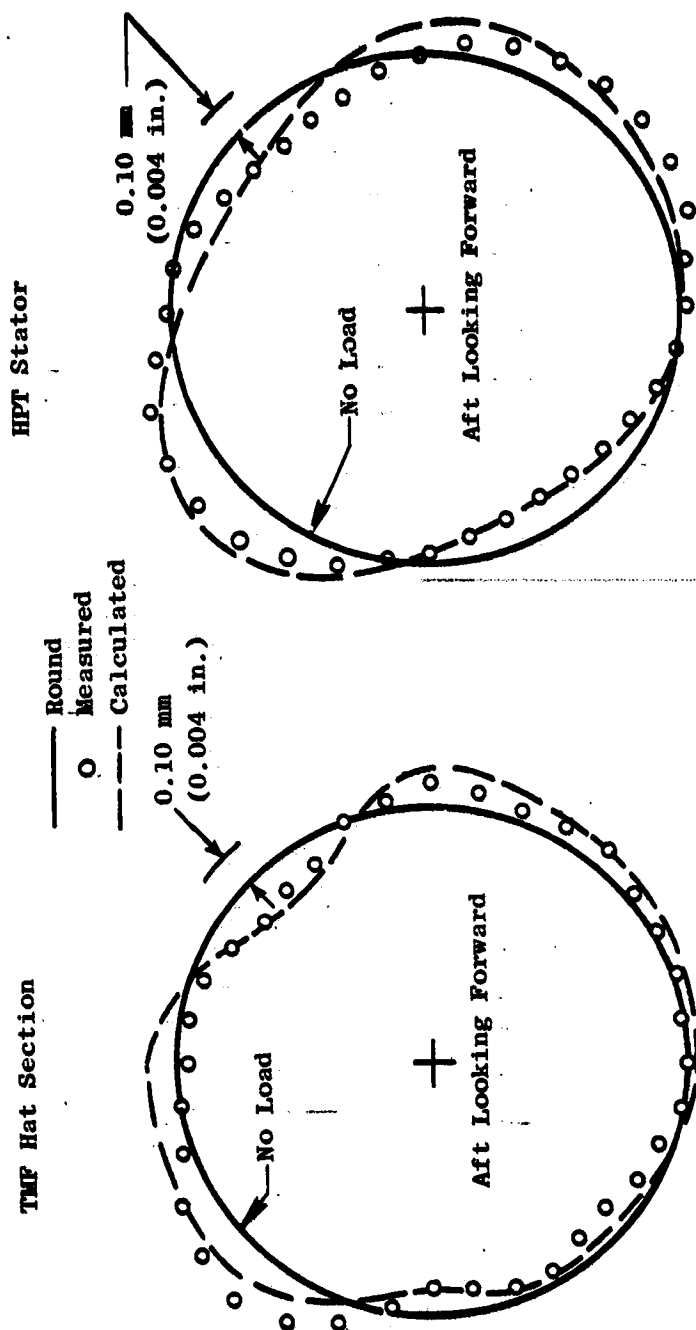 TMF Hat Section
HPT Stator
Round
Measured
Calculated
0.10 mm
(0.004 in.)
No Load
Aft Looking Forward
0.10 mm
(0.004 in.)
No Load
Aft Looking Forward